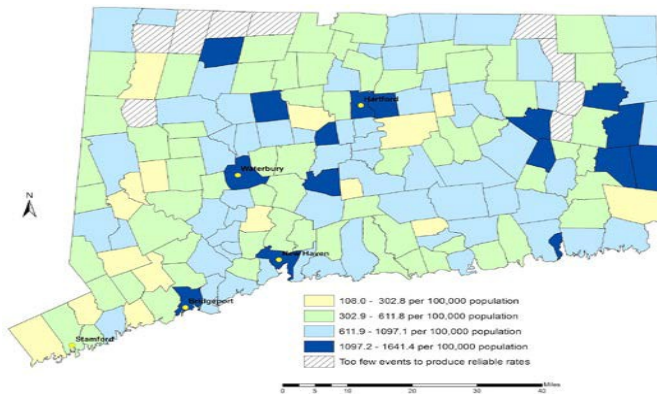 Hartford
Waterbury
N
New Haven
Bridgeport
Stamford
108.0 - 302.8 per 100,000 population
302.9 - 611.8 per 100,000 population
611.9 - 1097.1 per 100,000 population
1097.2 - 1641.4 per 100,000 population
Too few events to produce reliable rates
Miles
0 5 10 20 30 40